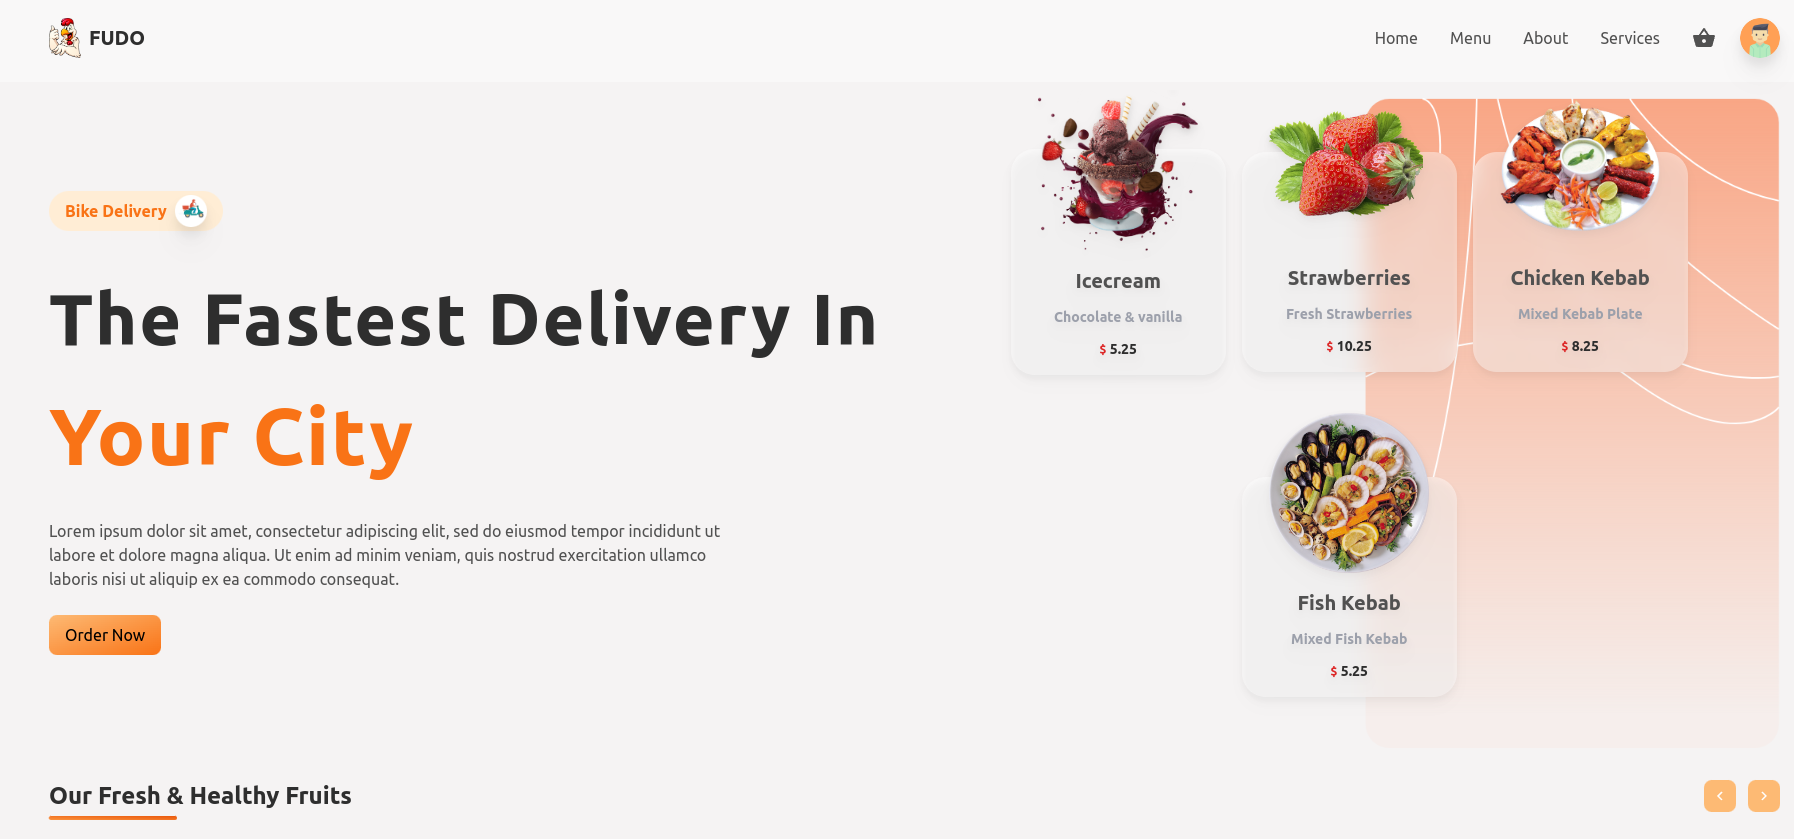 FUDO
Home
Menu
About
Services
Bike Delivery
The Fastest Delivery In
Your City
Lorem ipsum dolor sit amet, consectetur adipiscing elit, sed do eiusmod tempor incididunt ut
labore et dolore magna aliqua. Ut enim ad minim veniam, quis nostrud exercitation ullamco
laboris nisi ut aliquip ex ea commodo consequat.
Order Now
Icecream
Chocolate & vanilla
$ 5.25
Strawberries
Fresh Strawberries
$ 10.25
Chicken Kebab
Mixed Kebab Plate
$ 8.25
Fish Kebab
Mixed Fish Kebab
$ 5.25
Our Fresh & Healthy Fruits